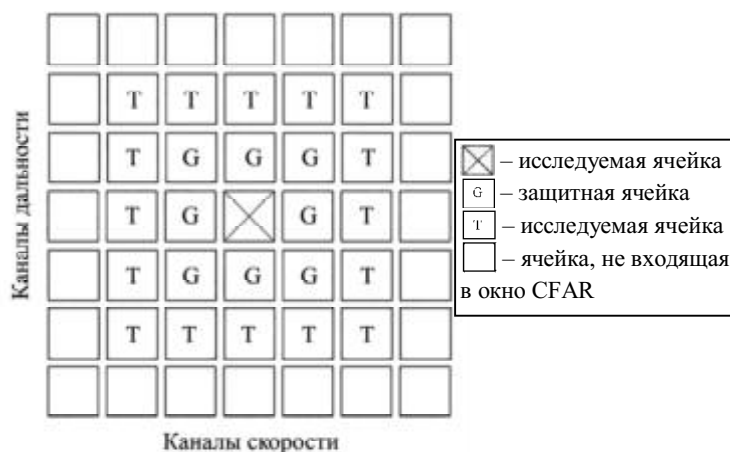 Каналы дальности
T T T T T
T G G G T
T G G T
T G G G T
T T T T T
Каналы скорости
– исследуемая ячейка
G – защитная ячейка
T – исследуемая ячейка
– ячейка, не входящая
в окно CFAR